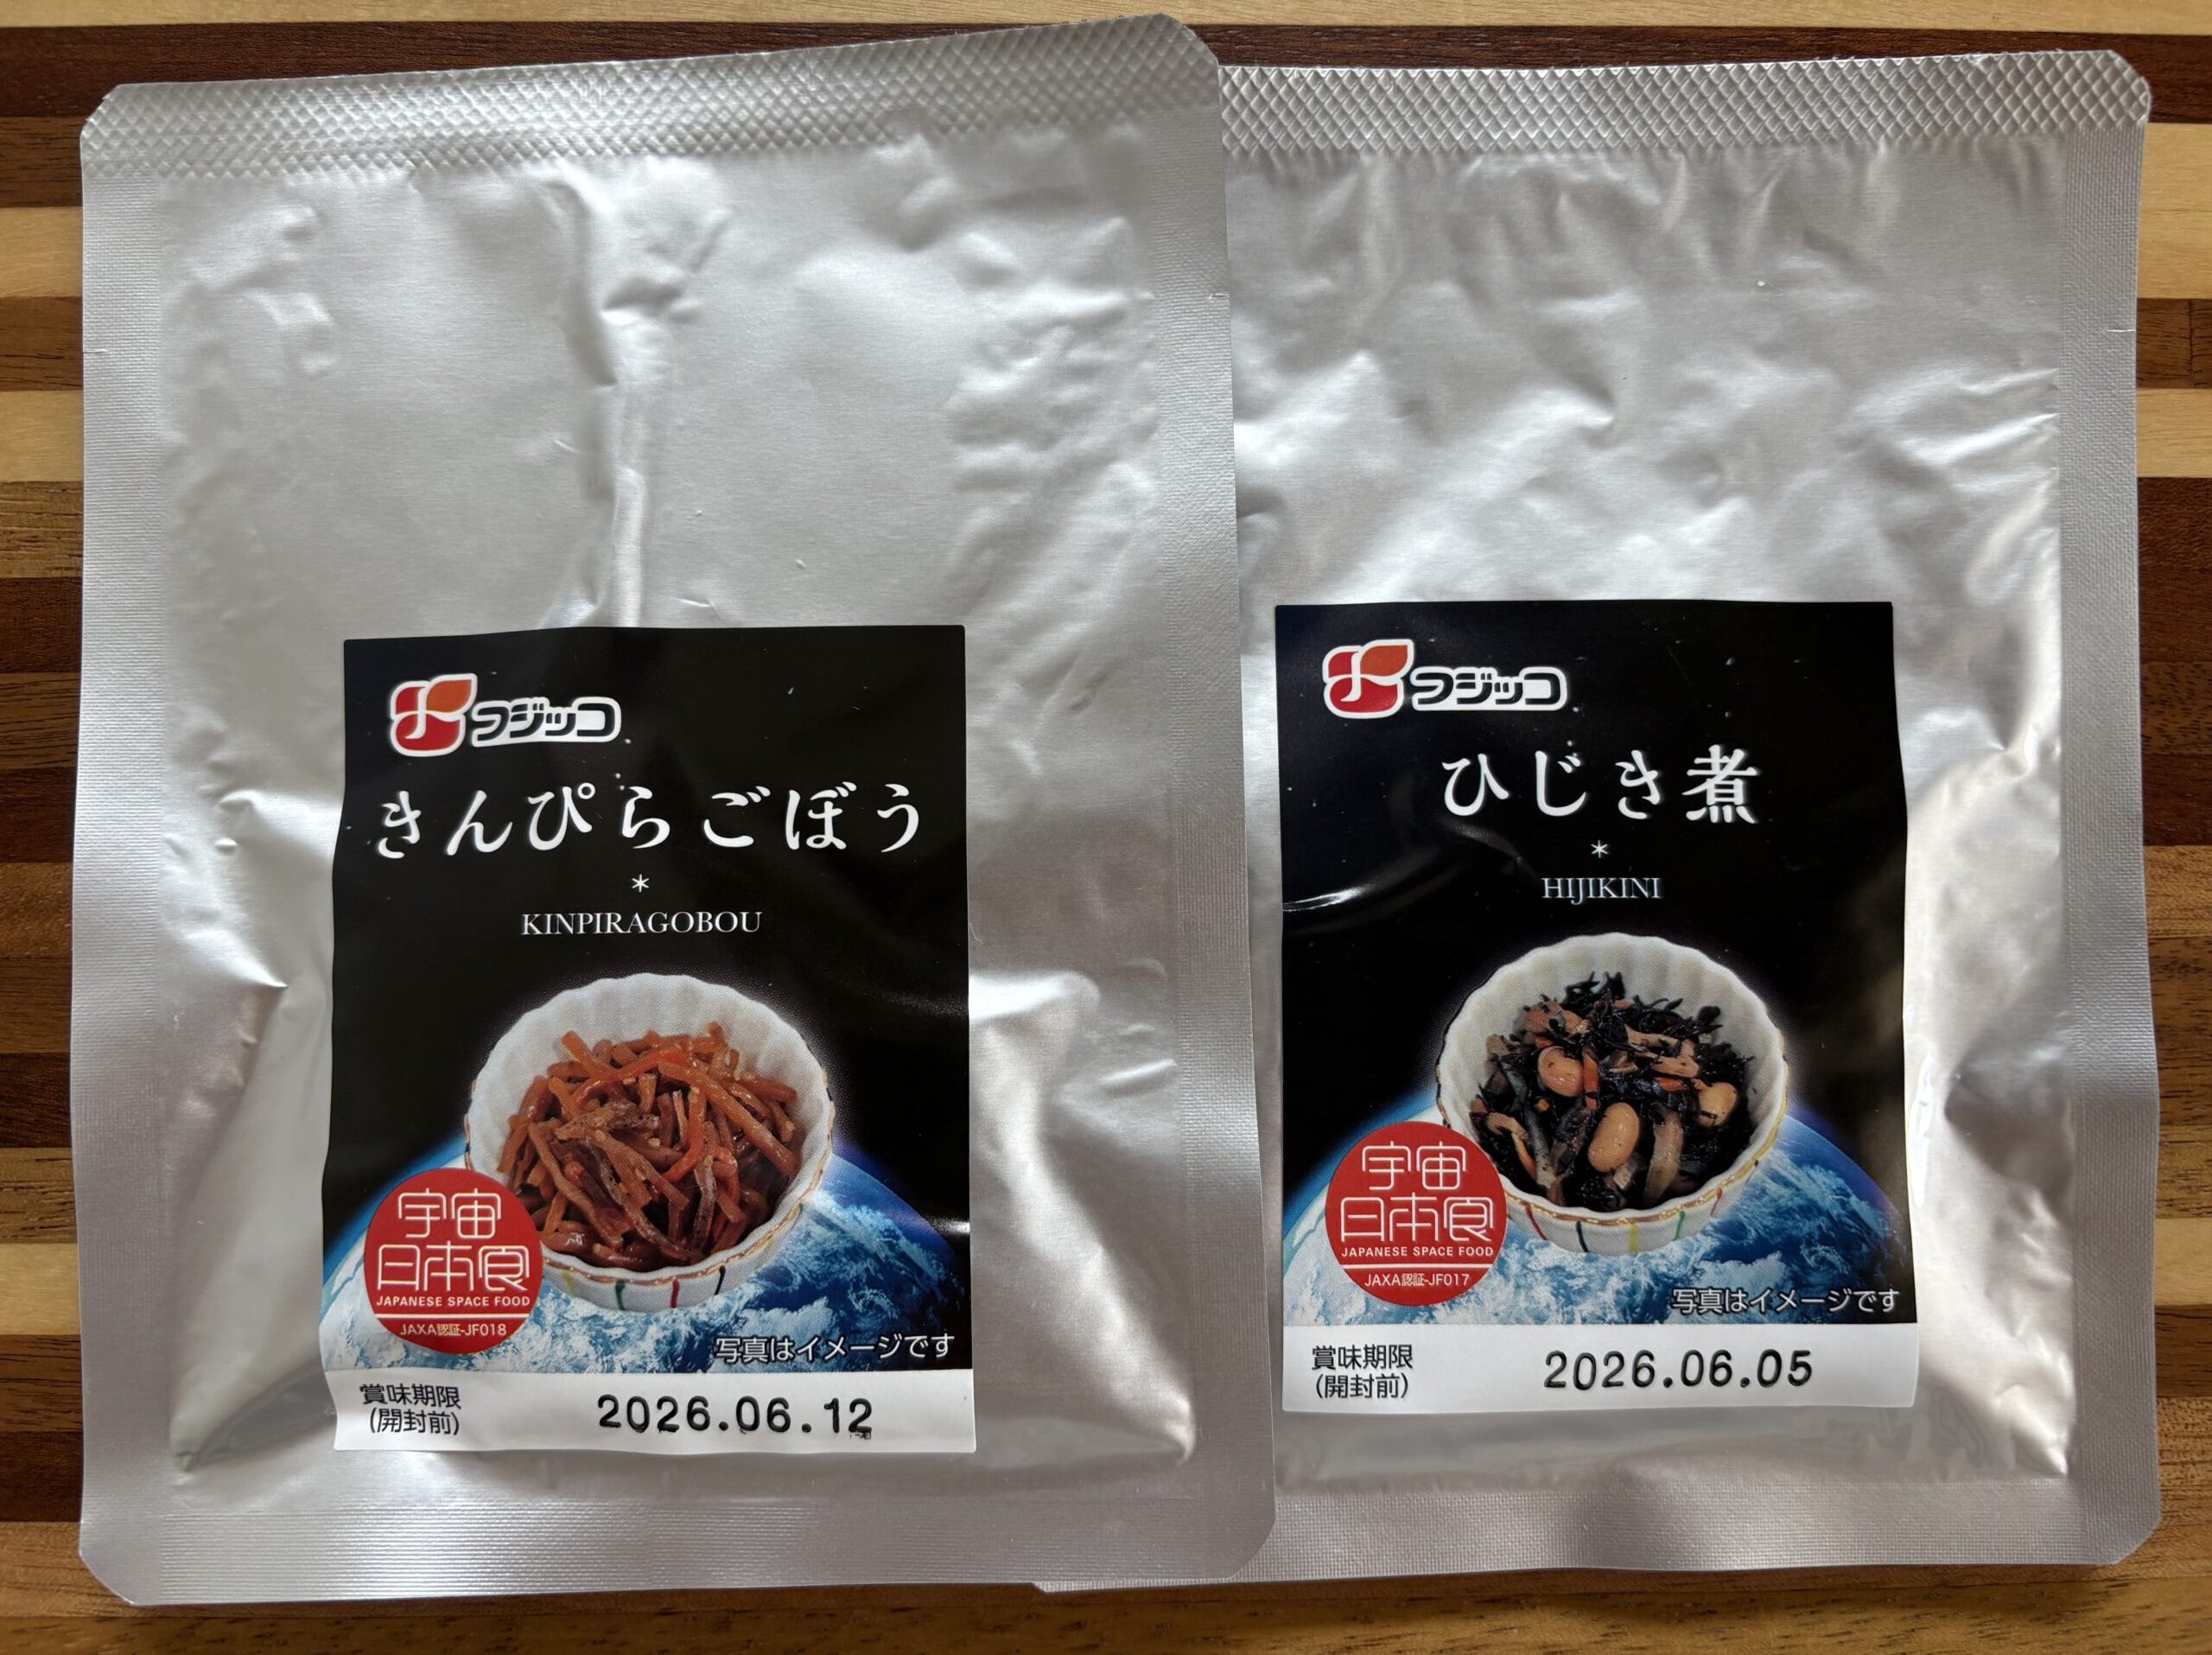 フジッコ
きんぴらごぼう
*
KINPIRAGOBOU
宇宙
日本食
JAPANESE SPACE FOOD
JAXA認証-JF018
写真はイメージです
賞味期限
(開封前)
2026.06.12
フジッコ
ひじき煮
*
HIJIKINI
宇宙
日本食
JAPANESE SPACE FOOD
JAXA認証-JF017
写真はイメージです
賞味期限
(開封前)
2026.06.05